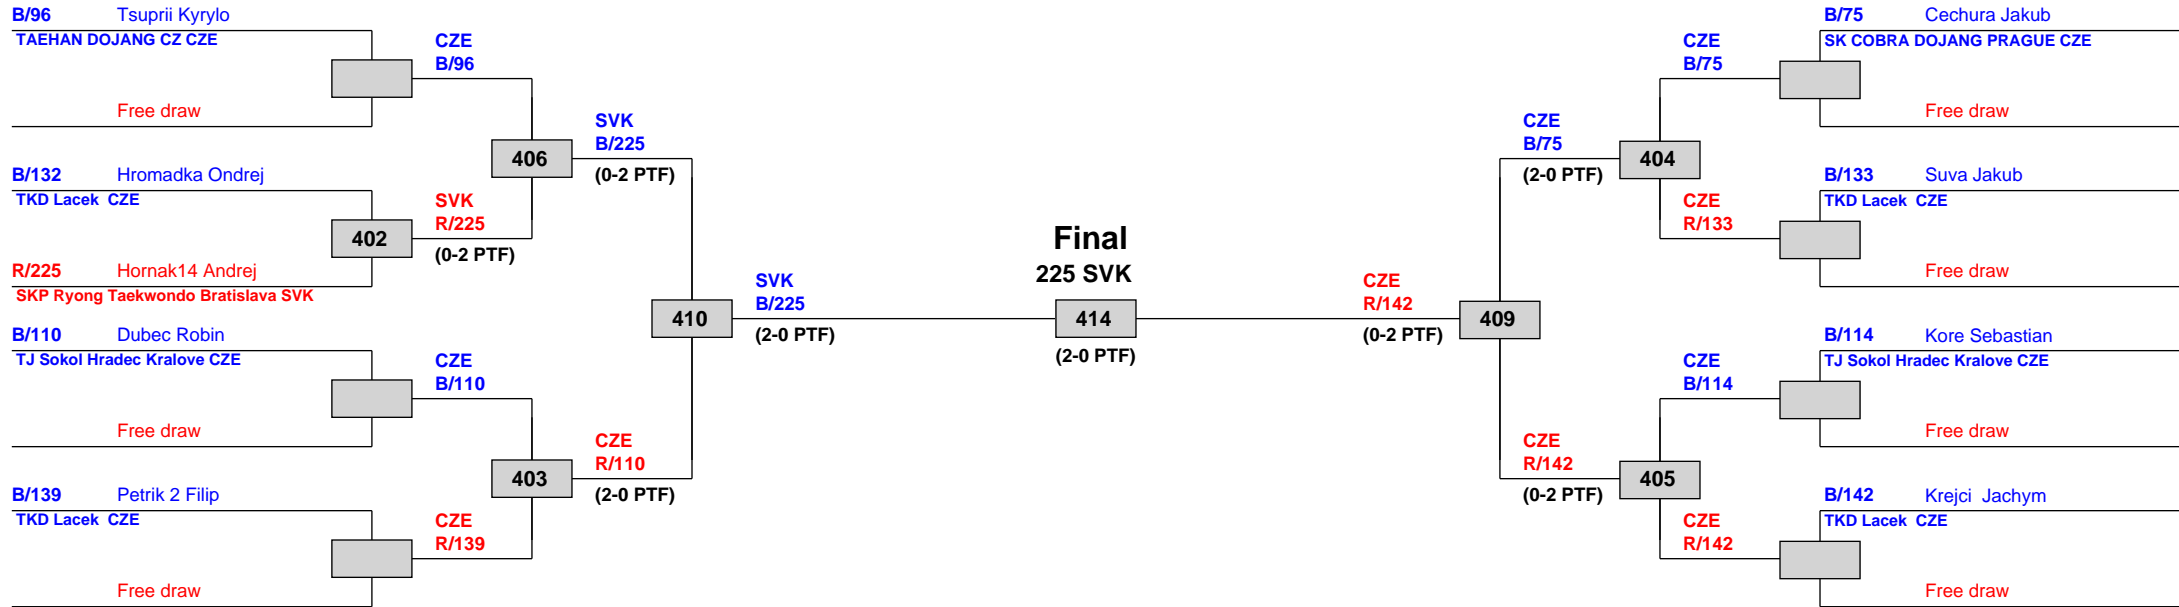 B/96 Tsuprii Kyrylo
TAEHAN DOJANG CZ CZE
Free draw
B/132 Hromadka Ondrej
TKD Lacek CZE
R/225 Hornak14 Andrej
SKP Ryong Taekwondo Bratislava SVK
B/110 Dubec Robin
TJ Sokol Hradec Kralove CZE
Free draw
B/139 Petrik 2 Filip
TKD Lacek CZE
Free draw
CZE
B/96
402
SVK
R/225
(0-2 PTF)
CZE
B/110
CZE
R/139
406
SVK
B/225
(0-2 PTF)
403
CZE
R/110
(2-0 PTF)
410
SVK
B/225
(2-0 PTF)
Final
225 SVK
414
(2-0 PTF)
CZE
R/142
(0-2 PTF)
409
CZE
B/75
(2-0 PTF)
404
CZE
R/142
(0-2 PTF)
405
CZE
B/75
CZE
R/133
CZE
B/114
CZE
R/142
B/75 Cechura Jakub
SK COBRA DOJANG PRAGUE CZE
Free draw
B/133 Suva Jakub
TKD Lacek CZE
Free draw
B/114 Kore Sebastian
TJ Sokol Hradec Kralove CZE
Free draw
B/142 Krejci Jachym
TKD Lacek CZE
Free draw